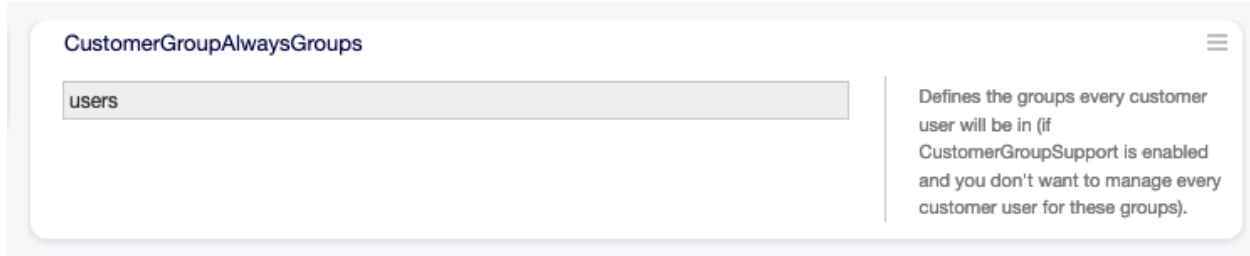 CustomerGroupAlwaysGroups
users
Defines the groups every customer
user will be in (if
CustomerGroupSupport is enabled
and you don't want to manage every
customer user for these groups).